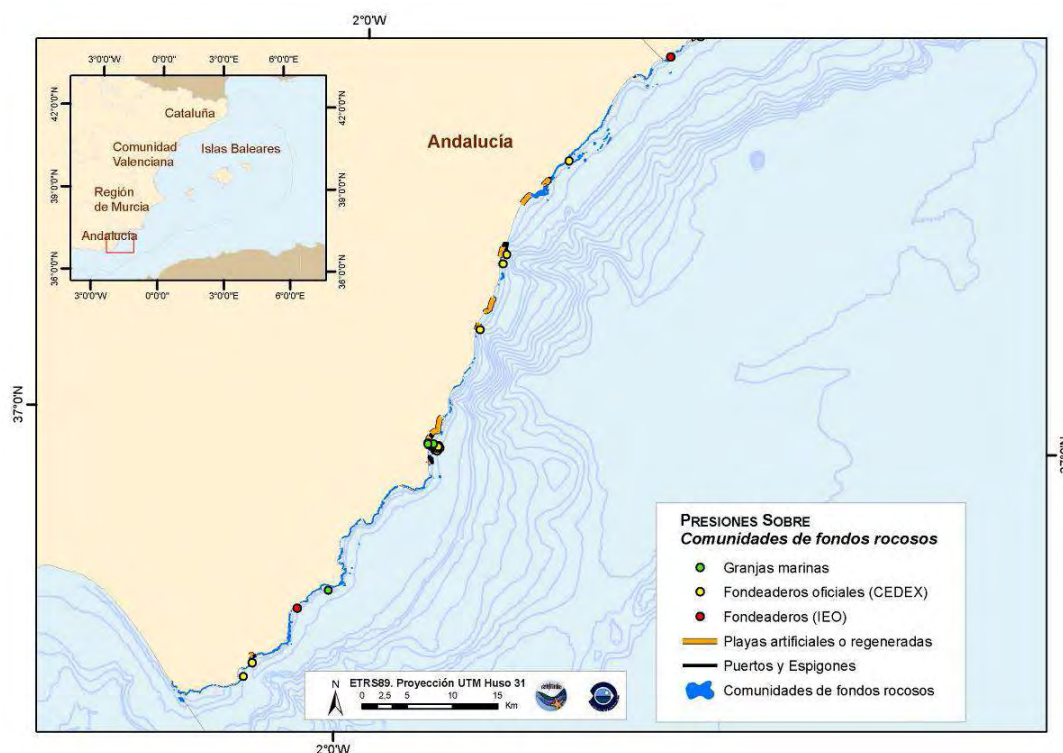 2°0'W
3°0'0"W 0°0'0" 3°0'0"E 6°0'0"E
42°0'0"N
42°0'0"N
Cataluña
Comunidad
Valenciana
Islas Baleares
39°0'0"N
39°0'0"N
Región
de Murcia
Andalucía
36°0'0"N
36°0'0"N
3°0'0"W 0°0'0" 3°0'0"E 6°0'0"E
Andalucía
37°0'N
PRESIONES SOBRE
Comunidades de fondos rocosos
Granjas marinas
Fondeaderos oficiales (CEDEX)
Fondeaderos (IEO)
Playas artificiales o regeneradas
Puertos y Espigones
Comunidades de fondos rocosos
N
ETRS89. Proyección UTM Huso 31
0 2.5 5 10 15
Km
2°0'W